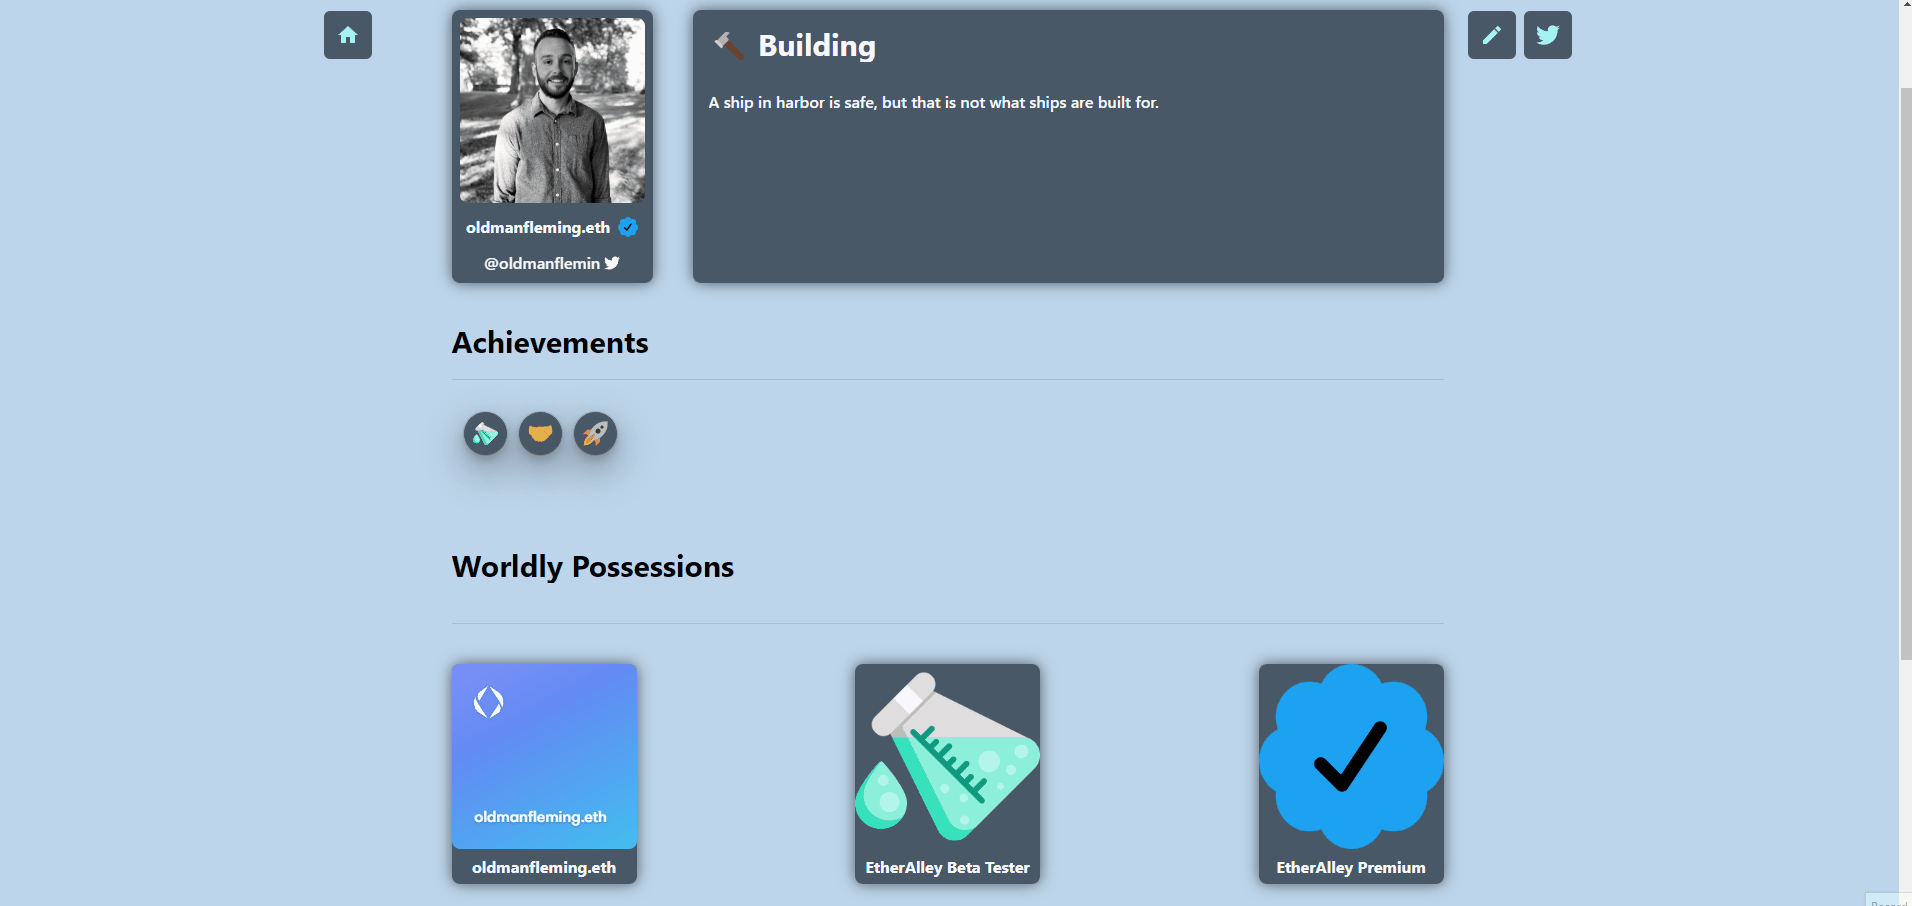 Building
A ship in harbor is safe, but that is not what ships are built for.
oldmanfleming.eth
@oldmanflemin
Achievements
Worldly Possessions
oldmanfleming.eth
oldmanfleming.eth
EtherAlley Beta Tester
EtherAlley Premium